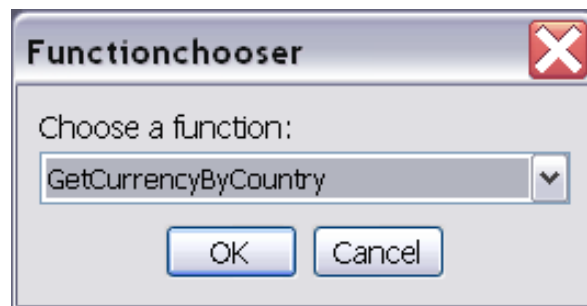 Functionchooser
Choose a function:
GetCurrencyByCountry
OK Cancel